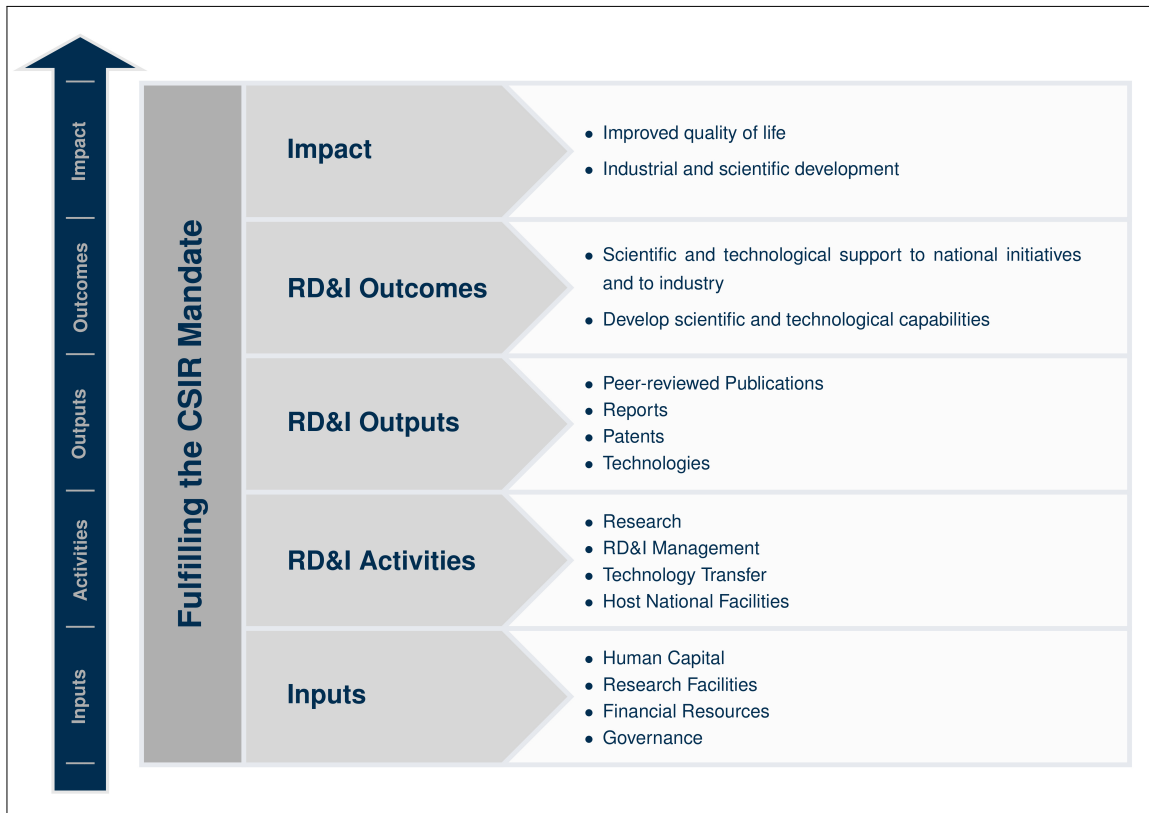 Impact
Outcomes
Outputs
Activities
Inputs
Fulfilling the CSIR Mandate
Impact
• Improved quality of life
• Industrial and scientific development
RD&I Outcomes
• Scientific and technological support to national initiatives
and to industry
• Develop scientific and technological capabilities
RD&I Outputs
• Peer-reviewed Publications
• Reports
• Patents
• Technologies
RD&I Activities
• Research
• RD&I Management
• Technology Transfer
• Host National Facilities
Inputs
• Human Capital
• Research Facilities
• Financial Resources
• Governance